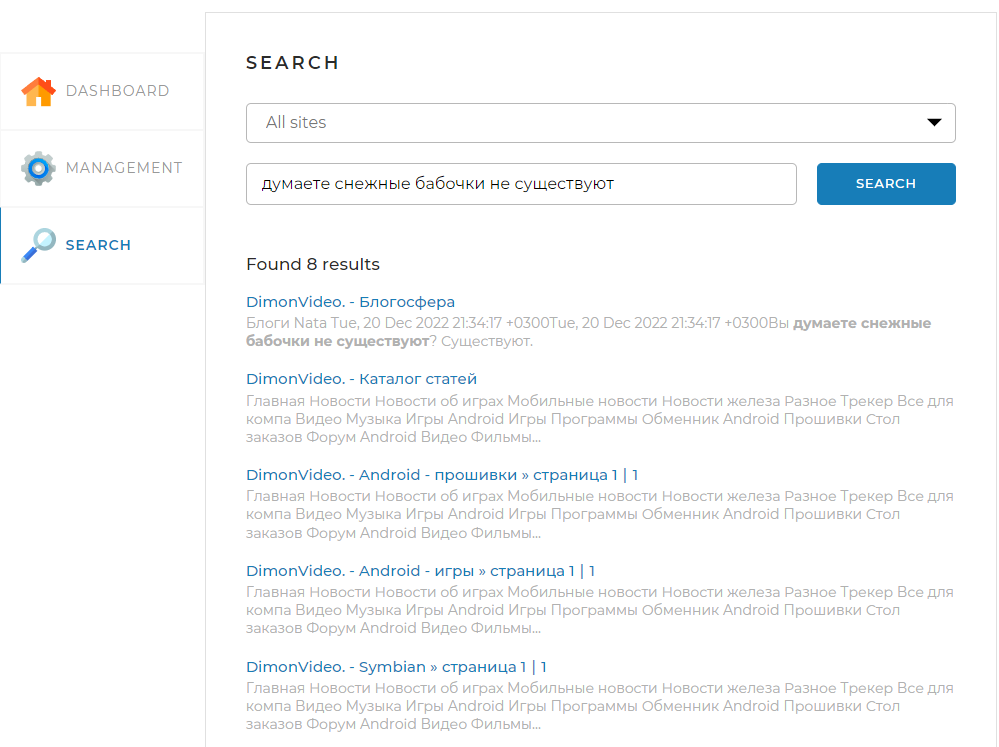 SEARCH
DASHBOARD
MANAGEMENT
SEARCH
All sites
думаете снежные бабочки не существуют
SEARCH
Found 8 results
DimonVideo. - Блогосфера
Блоги Nata Tue, 20 Dec 2022 21:34:17 +0300Tue, 20 Dec 2022 21:34:17 +0300Вы думаете снежные
бабочки не существуют? Существуют.
DimonVideo. - Каталог статей
Главная Новости Новости об играх Мобильные новости Новости железа Разное Трекер Все для
компа Видео Музыка Игры Android Игры Программы Обменник Android Прошивки Стол
заказов Форум Android Видео Фильмы...
DimonVideo. - Android - прошивки » страница 1 | 1
Главная Новости Новости об играх Мобильные новости Новости железа Разное Трекер Все для
компа Видео Музыка Игры Android Игры Программы Обменник Android Прошивки Стол
заказов Форум Android Видео Фильмы...
DimonVideo. - Android - игры » страница 1 | 1
Главная Новости Новости об играх Мобильные новости Новости железа Разное Трекер Все для
компа Видео Музыка Игры Android Игры Программы Обменник Android Прошивки Стол
заказов Форум Android Видео Фильмы...
DimonVideo. - Symbian » страница 1 | 1
Главная Новости Новости об играх Мобильные новости Новости железа Разное Трекер Все для
компа Видео Музыка Игры Android Игры Программы Обменник Android Прошивки Стол
заказов Форум Android Видео Фильмы...